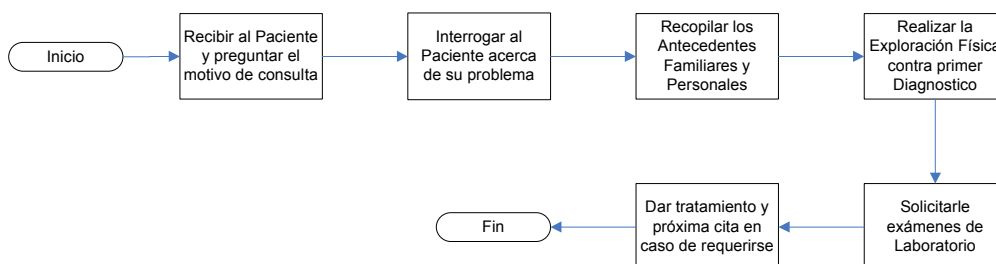 Inicio
Recibir al Paciente
y preguntar el
motivo de consulta
Interrogar al
Paciente acerca
de su problema
Recopilar los
Antecedentes
Familiares y
Personales
Realizar la
Exploración Física
contra primer
Diagnostico
Solicitarle
exámenes de
Laboratorio
Dar tratamiento y
próxima cita en
caso de requerirse
Fin